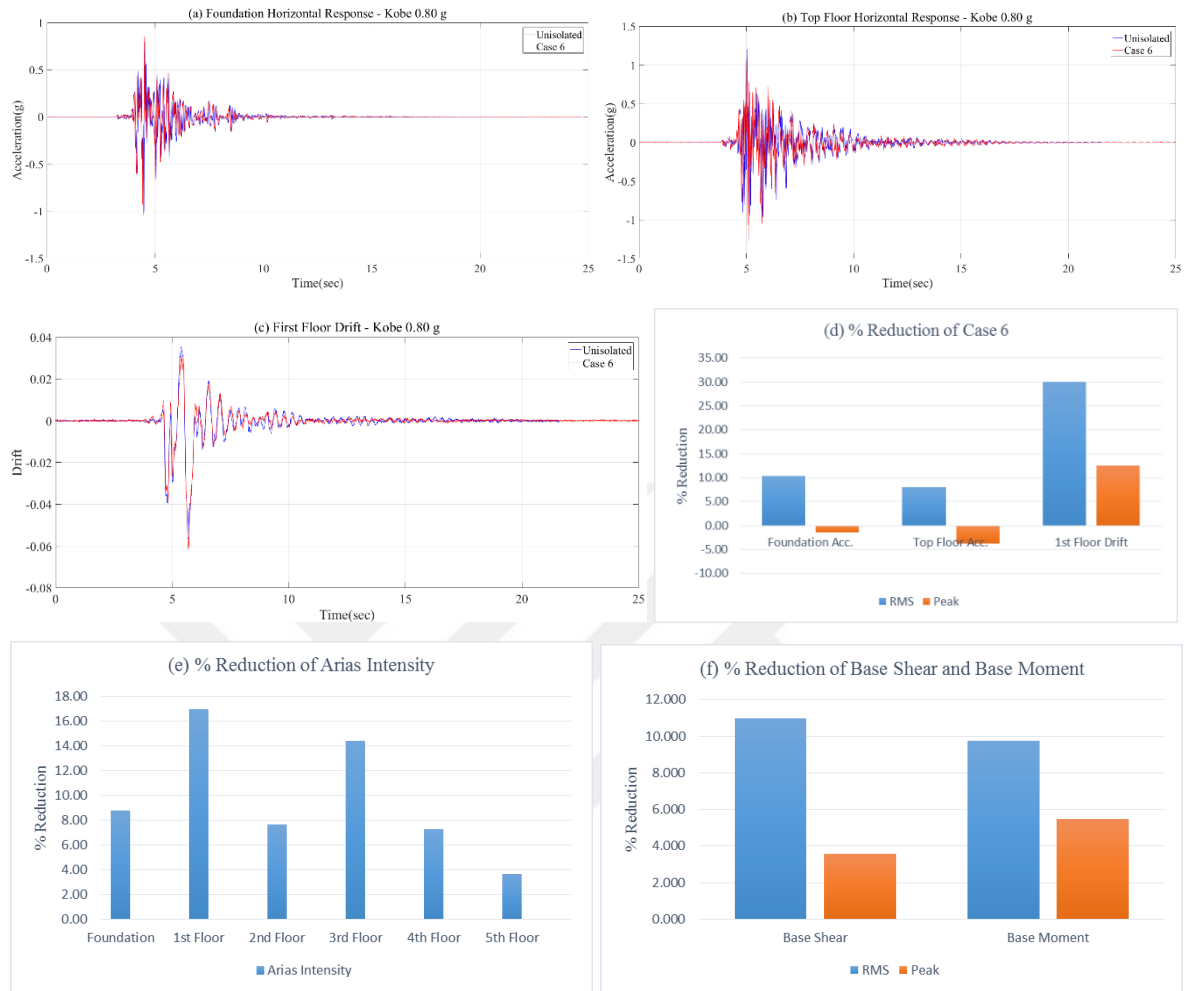 (a) Foundation Horizontal Response - Kobe 0.80 g
Acceleration(g)
1
0.5
0
-0.5
-1
-1.5
0 5 10 15 20 25
Time(sec)
Unisolated
Case 6
(b) Top Floor Horizontal Response - Kobe 0.80 g
Acceleration(g)
1.5
1
0.5
0
-0.5
-1
-1.5
0 5 10 15 20 25
Time(sec)
Unisolated
Case 6
(c) First Floor Drift - Kobe 0.80 g
Drift
0.04
0.02
0
-0.02
-0.04
-0.06
-0.08
0 5 10 15 20 25
Time(sec)
Unisolated
Case 6
(d) % Reduction of Case 6
% Reduction
35.00
30.00
25.00
20.00
15.00
10.00
5.00
0.00
-5.00
-10.00
Foundation Acc. Top Floor Acc. 1st Floor Drift
RMS Peak
(e) % Reduction of Arias Intensity
% Reduction
18.00
16.00
14.00
12.00
10.00
8.00
6.00
4.00
2.00
0.00
Foundation 1st Floor 2nd Floor 3rd Floor 4th Floor 5th Floor
Arias Intensity
(f) % Reduction of Base Shear and Base Moment
% Reduction
12.000
10.000
8.000
6.000
4.000
2.000
0.000
Base Shear Base Moment
RMS Peak